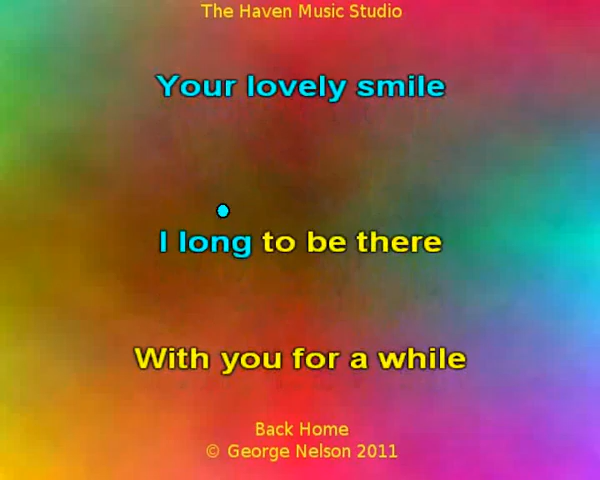 The Haven Music Studio
Your lovely smile
I long to be there
With you for a while
Back Home
© George Nelson 2011